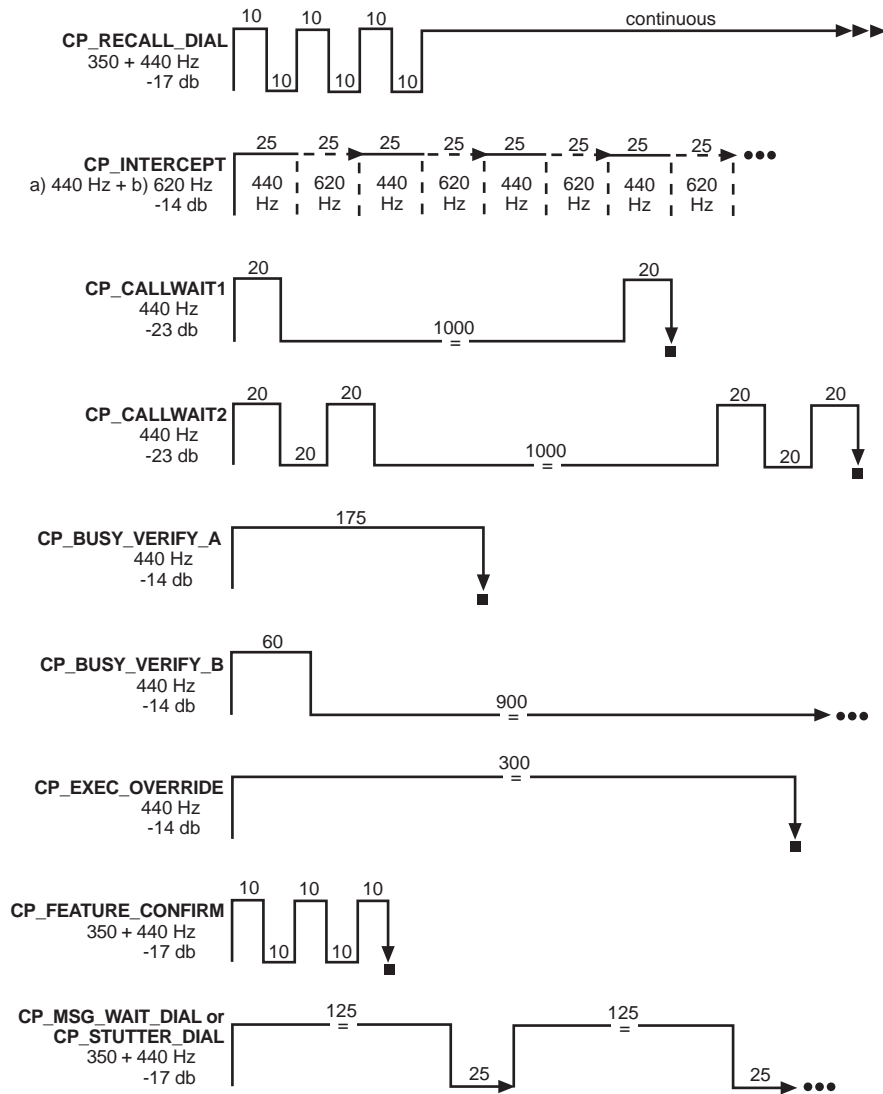 10 10 10 continuous
CP_RECALL_DIAL
350 + 440 Hz
-17 db
10 10 10
25 25 25 25 25 25 25 25
CP_INTERCEPT
a) 440 Hz + b) 620 Hz
-14 db
440 620 440 620 440 620 440 620
Hz Hz Hz Hz Hz Hz Hz Hz
20 20
CP_CALLWAIT1
440 Hz
-23 db
1000
=
20 20 20 20
CP_CALLWAIT2
440 Hz
-23 db
20 1000 20
=
175
CP_BUSY_VERIFY_A
440 Hz
-14 db
60
CP_BUSY_VERIFY_B
440 Hz
-14 db
900
=
300
=
CP_EXEC_OVERRIDE
440 Hz
-14 db
10 10 10
CP_FEATURE_CONFIRM
350 + 440 Hz
-17 db
10 10
125 125
= =
CP_MSG_WAIT_DIAL or
CP_STUTTER_DIAL
350 + 440 Hz
-17 db
25 25